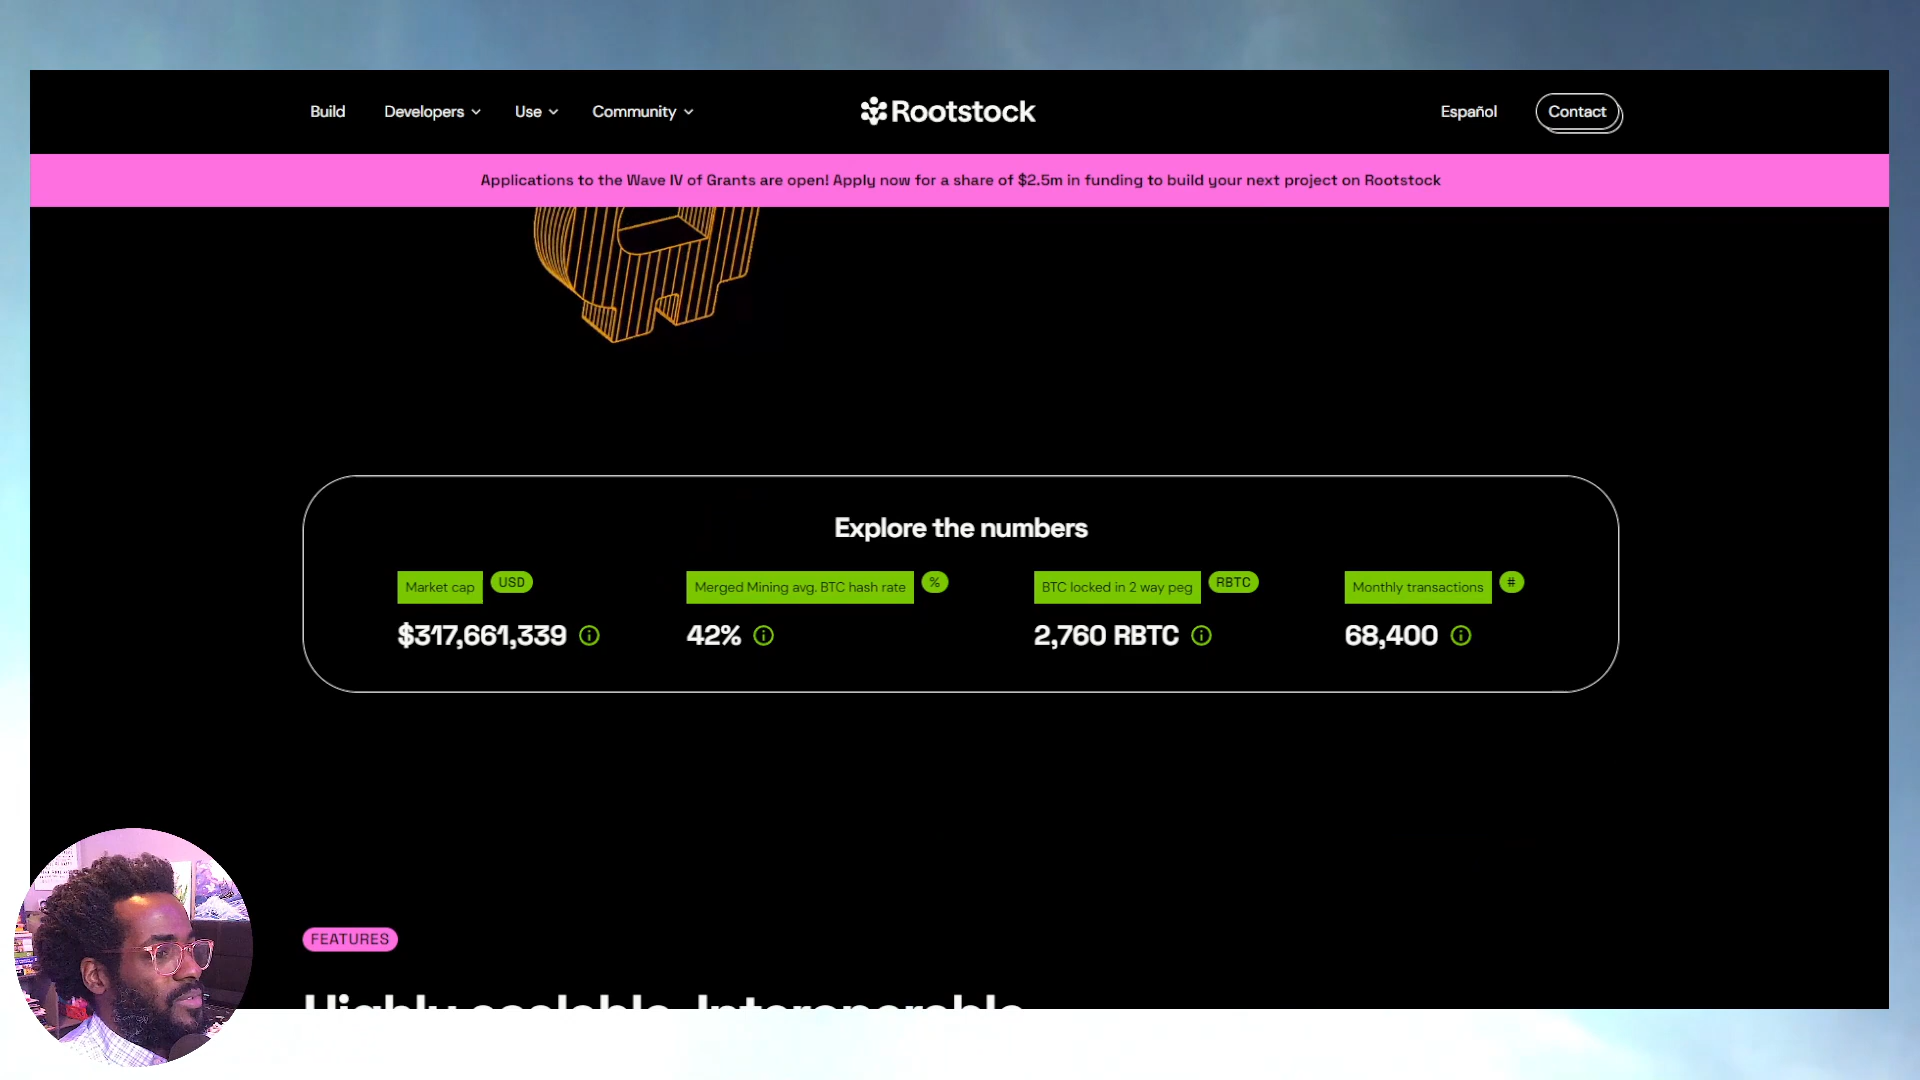 Build Developers Use Community Rootstock Español Contact
Applications to the Wave IV of Grants are open! Apply now for a share of $2.5m in funding to build your next project on Rootstock
Explore the numbers
Market cap USD Merged Mining avg. BTC hash rate % BTC locked in 2 way peg RBTC Monthly transactions #
$317,661,339 42% 2,760 RBTC 68,400
FEATURES
Highly scalable. Interoperable